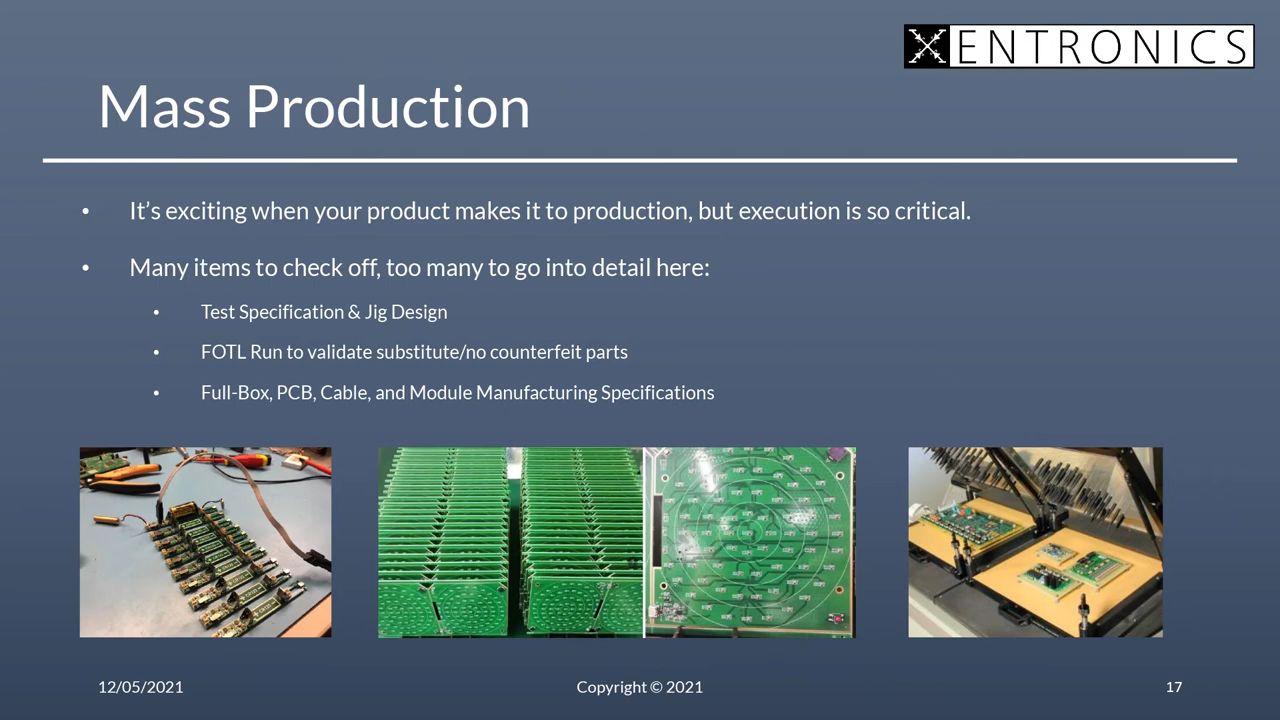 XENTRONICS
Mass Production
• It’s exciting when your product makes it to production, but execution is so critical.
• Many items to check off, too many to go into detail here:
• Test Specification & Jig Design
• FOTL Run to validate substitute/no counterfeit parts
• Full-Box, PCB, Cable, and Module Manufacturing Specifications
12/05/2021
Copyright © 2021
17